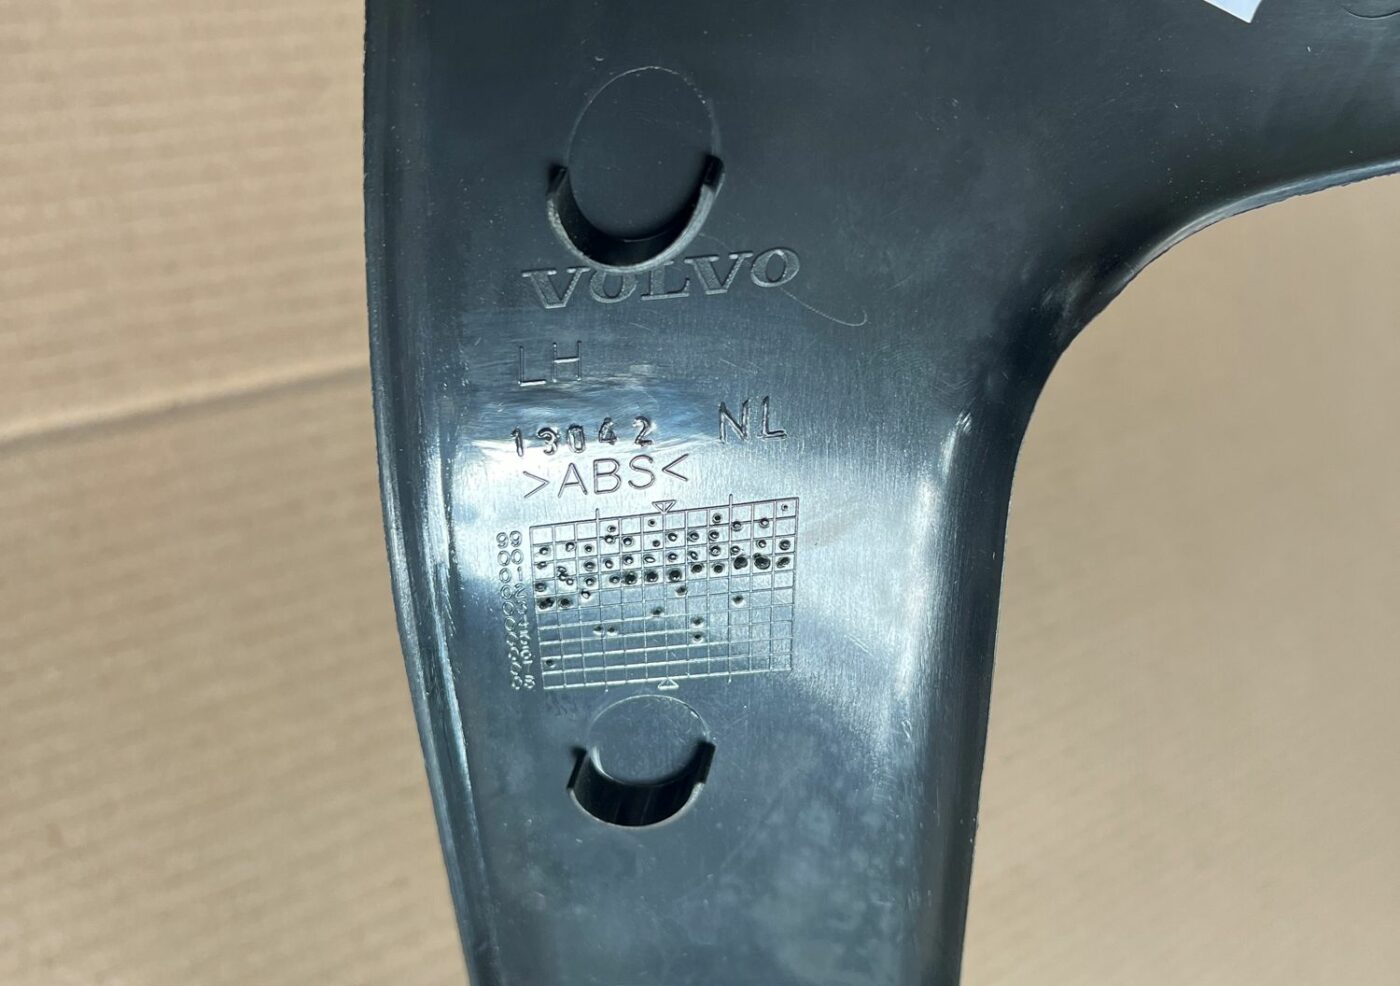 VOLVO
LH
13042 NL
>ABS<